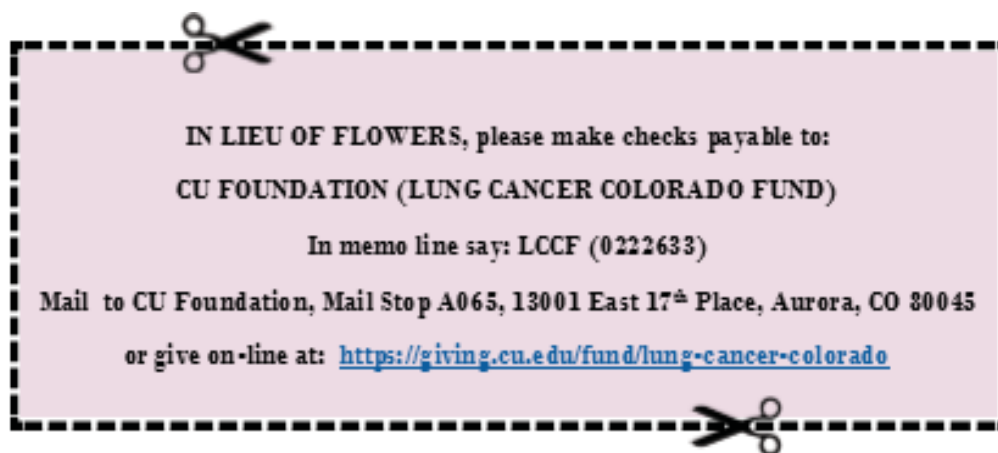 IN LIEU OF FLOWERS, please make checks payable to:
CU FOUNDATION (LUNG CANCER COLORADO FUND)
In memo line say: LCCF (0222633)
Mail to CU Foundation, Mail Stop A065, 13001 East 17th Place, Aurora, CO 80045
or give on-line at: https://giving.cu.edu/fund/lung-cancer-colorado